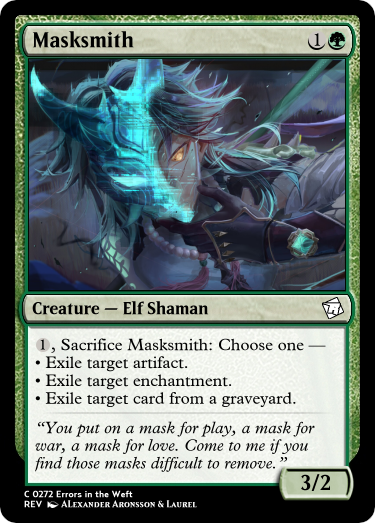 Masksmith 1
Creature — Elf Shaman
1, Sacrifice Masksmith: Choose one —
• Exile target artifact.
• Exile target enchantment.
• Exile target card from a graveyard.
“You put on a mask for play, a mask for
war, a mask for love. Come to me if you
find those masks difficult to remove.”
3/2
C 0272 Errors in the Weft
REV ALexander Aronsson & Laurel